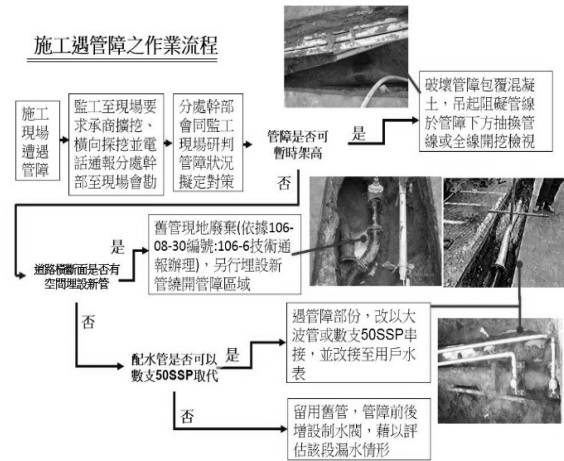 施工遇管障之作業流程
施工
現場
遭遇
管障
監工至現場要
求承商擴挖、
橫向探挖並電
話通報分處幹
部至現場會勘
分處幹部
會同監工
現場研判
管障狀況
擬定對策
管障是否可
暫時架高
是
破壞管障包覆混凝
土，吊起阻礙管線
於管障下方抽換管
線或全線開挖檢視
否
道路橫斷面是否有
空間埋設新管
是
舊管現地廢棄(依據106-
08-30編號:106-6技術通
報辦理)，另行埋設新
管繞開管障區域
否
配水管是否可以
數支50SSP取代
是
遇管障部份，改以大
波管或數支50SSP串
接，並改接至用戶水
表
否
留用舊管，管障前後
增設制水閥，藉以評
估該段漏水情形